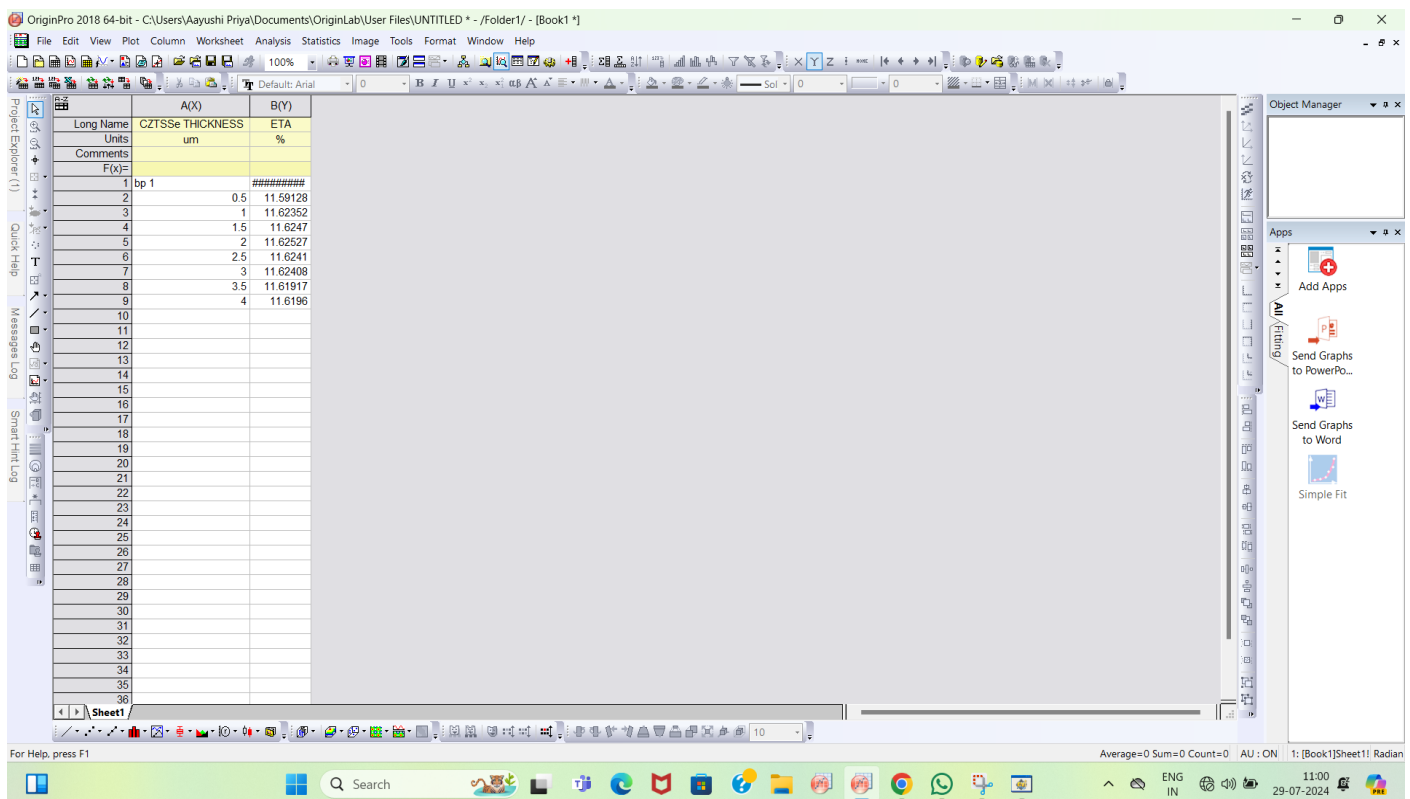 OriginPro 2018 64-bit - C:\Users\Aayushi Priya\Documents\OriginLab\User Files\UNTITLED * - /Folder1/ - [Book1 *]
File Edit View Plot Column Worksheet Analysis Statistics Image Tools Format Window Help
100%
X Y Z
Default: Arial 0 B I U Sol 0 0
A(X) B(Y)
Long Name CZTSSe THICKNESS ETA
Units um %
Comments
F(x)=
1 bp 1 #########
2 0.5 11.59128
3 1 11.62352
4 1.5 11.6247
5 2 11.62527
6 2.5 11.6241
7 3 11.62408
8 3.5 11.61917
9 4 11.6196
10
11
12
13
14
15
16
17
18
19
20
21
22
23
24
25
26
27
28
29
30
31
32
33
34
35
36
Sheet1
Project Explorer (1)
Quick Help
Messages Log
Smart Hint Log
Object Manager
Apps
All
Fitting
Add Apps
Send Graphs
to PowerPo...
Send Graphs
to Word
Simple Fit
10
For Help, press F1
Average=0 Sum=0 Count=0 AU : ON 1: [Book1]Sheet1! Radian
Search
ENG
IN
11:00
29-07-2024
PRE